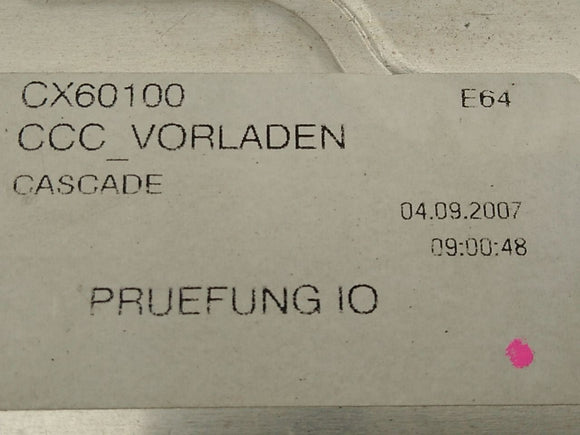 CX60100 E64
CCC_VORLADEN
CASCADE
04.09.2007
09:00:48
PRUEFUNG IO